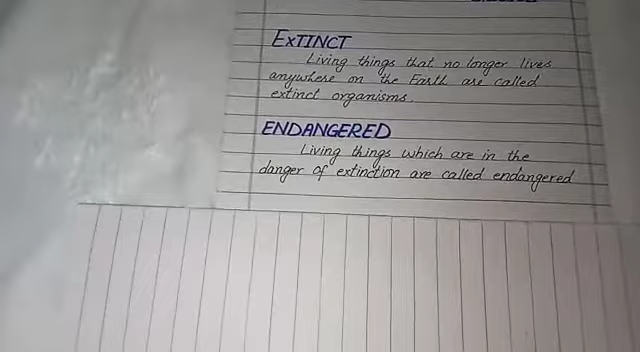 ExTINCT
Living things that no longer lives
anywhere on the Earth are called
extinct organisms.
ENDANGERED
Living things which are in the
danger of extinction are called endangered